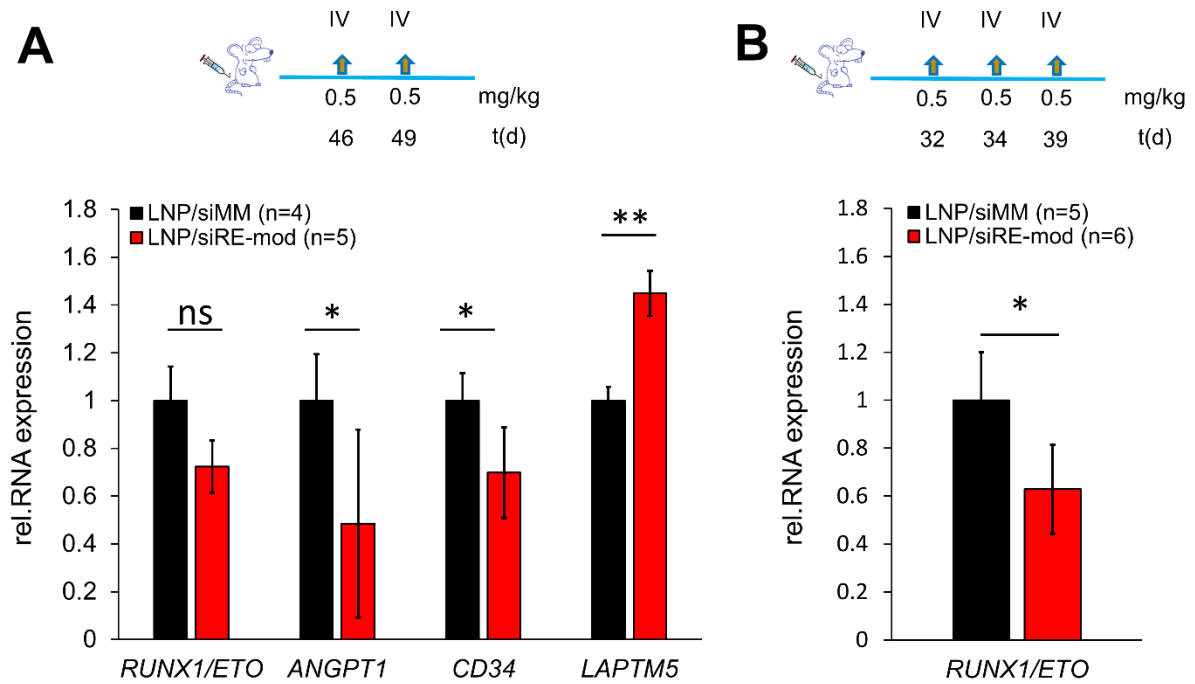 A
IV IV
0.5 0.5 mg/kg
46 49 t(d)
LNP/siMM (n=4)
LNP/siRE-mod (n=5)
rel.RNA expression
1.8
1.6
1.4
1.2
1
0.8
0.6
0.4
0.2
0
ns
*
*
**
RUNX1/ETO ANGPT1 CD34 LAPTM5
B
IV IV IV
0.5 0.5 0.5 mg/kg
32 34 39 t(d)
LNP/siMM (n=5)
LNP/siRE-mod (n=6)
rel.RNA expression
1.8
1.6
1.4
1.2
1
0.8
0.6
0.4
0.2
0
*
RUNX1/ETO